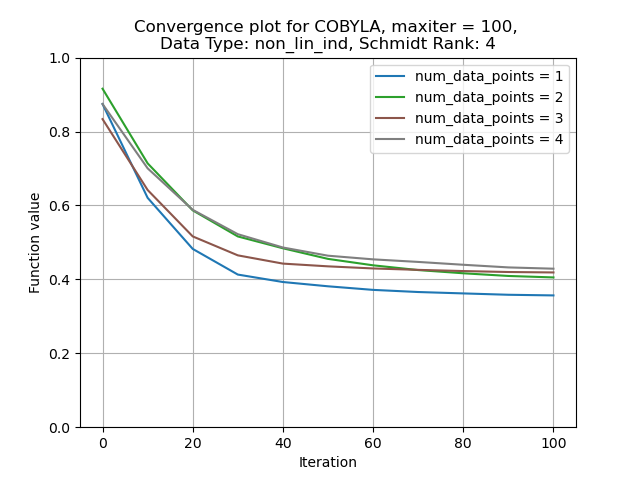 Convergence plot for COBYLA, maxiter = 100,
Data Type: non_lin_ind, Schmidt Rank: 4
num_data_points = 1
num_data_points = 2
num_data_points = 3
num_data_points = 4
1.0
0.8
0.6
0.4
0.2
0.0
Function value
0 20 40 60 80 100
Iteration